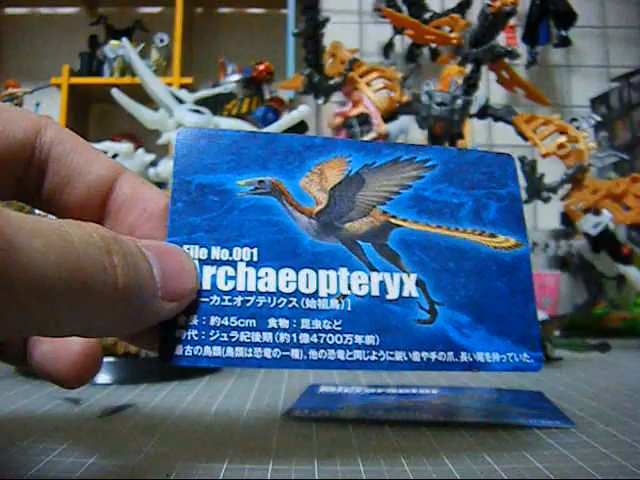 File No.001
Archaeopteryx
ーカエオプテリクス(始祖鳥)]
長:約45cm 食物:昆虫など
時代:ジュラ紀後期(約1億4700万年前)
最古の鳥類(鳥類は恐竜の一種)、他の恐竜と同じように鋭い歯や手の爪、長い尾を持っていた。